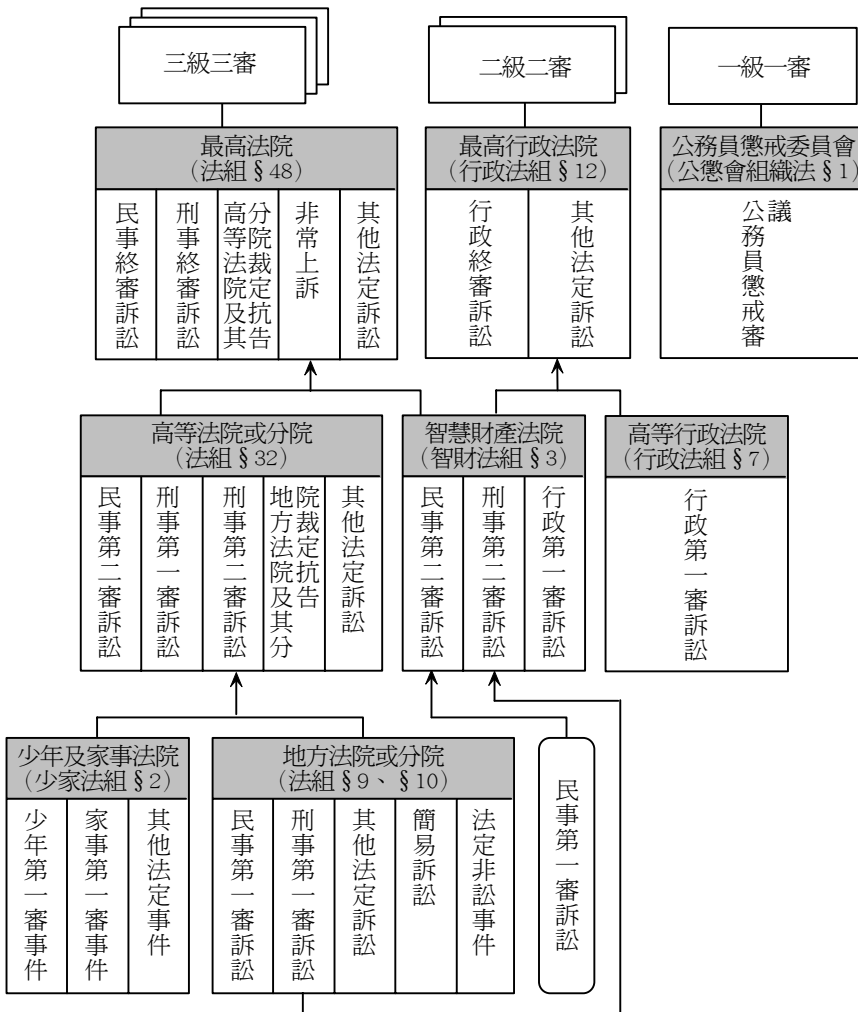 三級三審
二級二審
一級一審
最高法院
（法組§48）
民事終審訴訟
刑事終審訴訟
高等法院及其
分院裁定抗告
非常上訴
其他法定訴訟
最高行政法院
（行政法組§12）
行政終審訴訟
其他法定訴訟
公務員懲戒委員會
（公懲會組織法§1）
公務員懲戒審
議
高等法院或分院
（法組§32）
民事第二審訴訟
刑事第一審訴訟
刑事第二審訴訟
地方法院及其分
院裁定抗告
其他法定訴訟
智慧財產法院
（智財法組§3）
民事第二審訴訟
刑事第二審訴訟
行政第一審訴訟
高等行政法院
（行政法組§7）
行政第一審訴訟
少年及家事法院
（少家法組§2）
少年第一審事件
家事第一審事件
其他法定事件
地方法院或分院
（法組§9、§10）
民事第一審訴訟
刑事第一審訴訟
其他法定訴訟
簡易訴訟
法定非訟事件
民事第一審訴訟